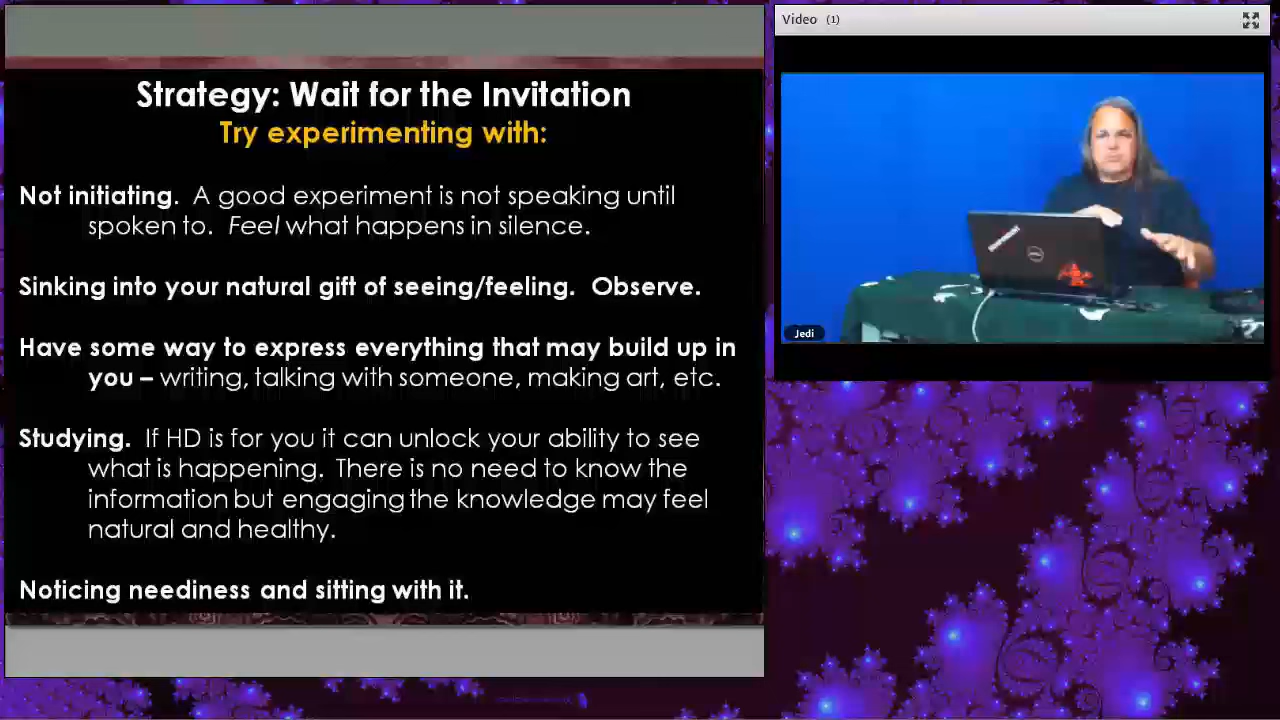 Strategy: Wait for the Invitation
Try experimenting with:
Not initiating. A good experiment is not speaking until
spoken to. Feel what happens in silence.
Sinking into your natural gift of seeing/feeling. Observe.
Have some way to express everything that may build up in
you – writing, talking with someone, making art, etc.
Studying. If HD is for you it can unlock your ability to see
what is happening. There is no need to know the
information but engaging the knowledge may feel
natural and healthy.
Noticing neediness and sitting with it.
Video (1)
Jedi